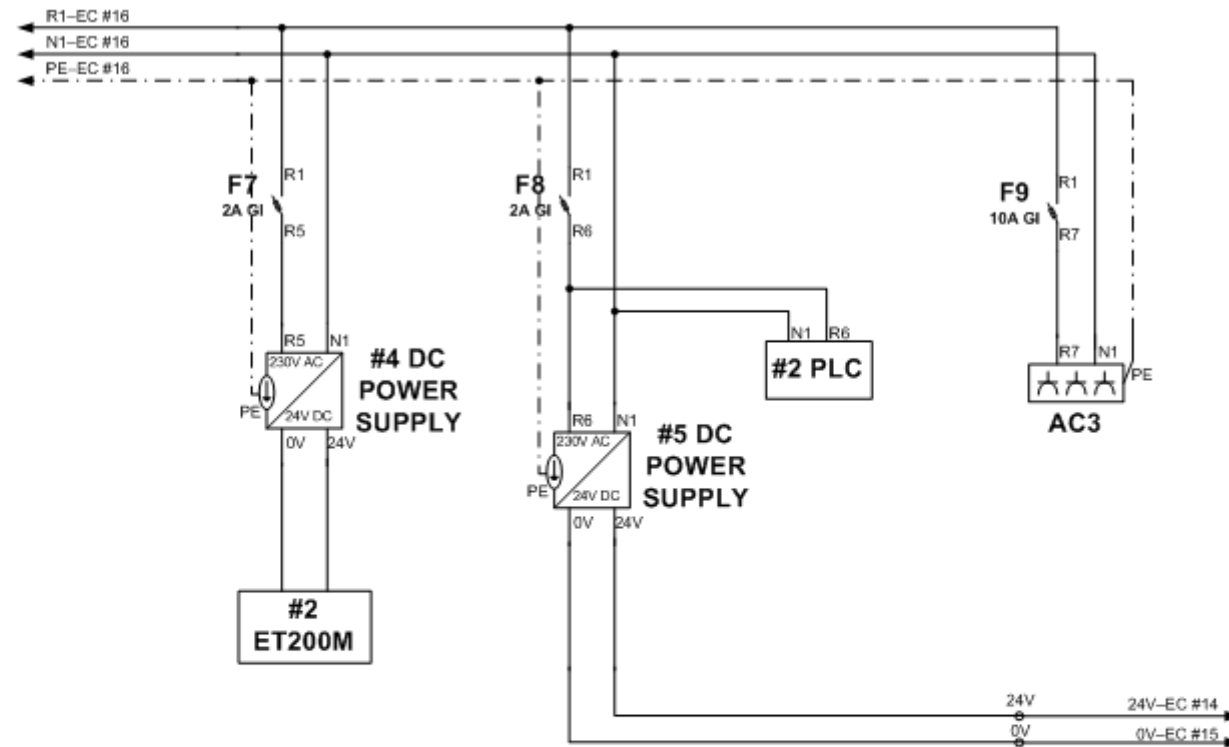 R1–EC #16
N1–EC #16
PE–EC #16
R1
F7
2A GI
R5
R1
F8
2A GI
R6
R1
F9
10A GI
R7
R5 N1
230V AC
24V DC
PE
0V 24V
#4 DC
POWER
SUPPLY
N1 R6
#2 PLC
R7 N1
PE
AC3
R6 N1
230V AC
24V DC
PE
0V 24V
#5 DC
POWER
SUPPLY
#2
ET200M
24V
24V–EC #14
0V
0V–EC #15